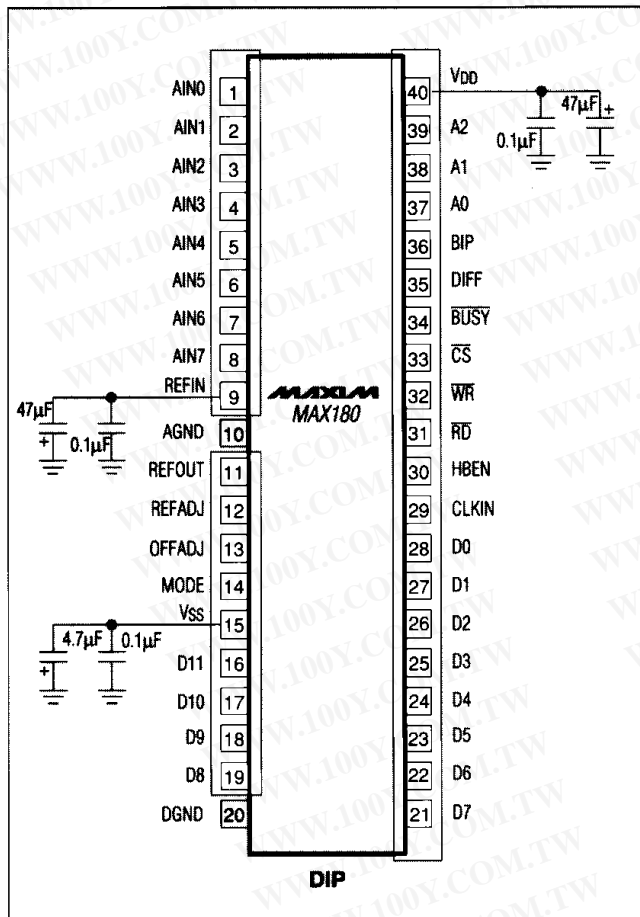 AIN0 1
AIN1 2
AIN2 3
AIN3 4
AIN4 5
AIN5 6
AIN6 7
AIN7 8
REFIN 9
47µF
+
0.1µF
AGND 10
REFOUT 11
REFADJ 12
OFFADJ 13
MODE 14
VSS 15
4.7µF
+
0.1µF
D11 16
D10 17
D9 18
D8 19
DGND 20
MAXIM
MAX180
40 VDD
0.1µF
47µF +
39 A2
38 A1
37 A0
36 BIP
35 DIFF
34 B̅U̅S̅Y̅
33 C̅S̅
32 W̅R̅
31 R̅D̅
30 HBEN
29 CLKIN
28 D0
27 D1
26 D2
25 D3
24 D4
23 D5
22 D6
21 D7
DIP
WWW.100Y.COM.TW